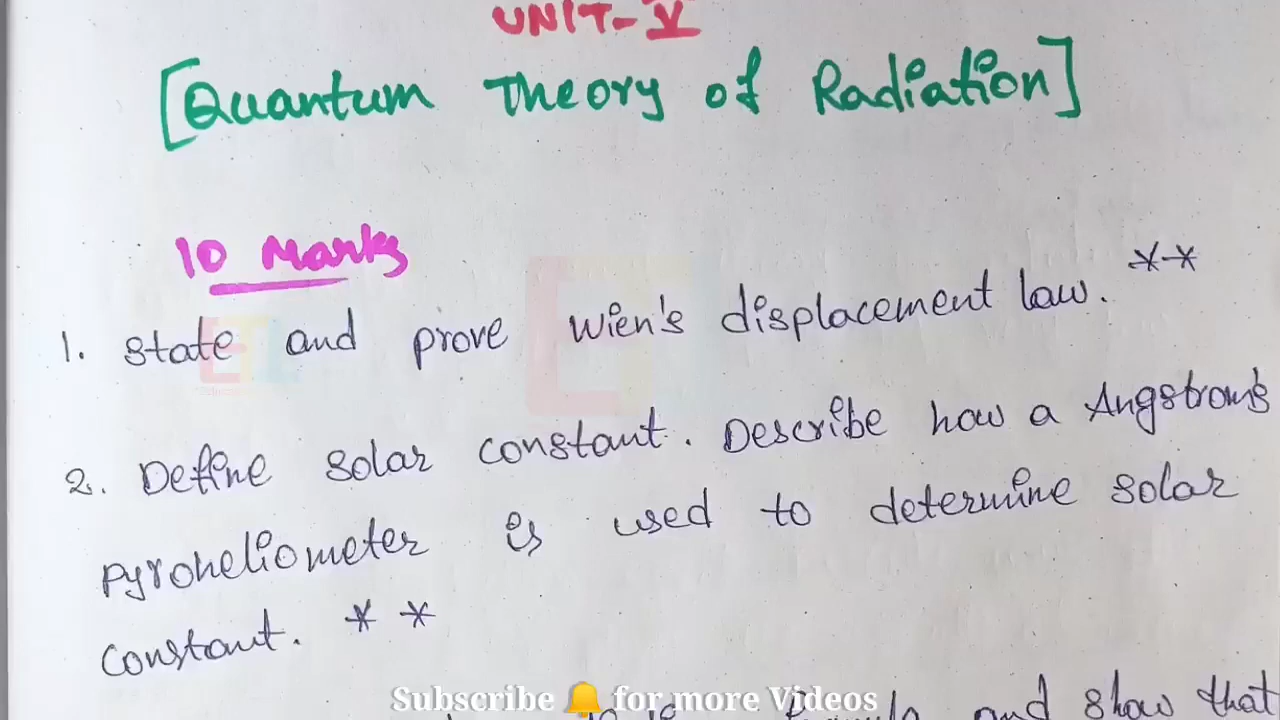 UNIT-V
[Quantum Theory of Radiation]
10 Marks
1. State and prove Wien's displacement law. **
2. Define solar constant. Describe how a Angstrom's
Pyroheliometer is used to determine solar
constant. * *
and show that
Subscribe 🔔 for more Videos